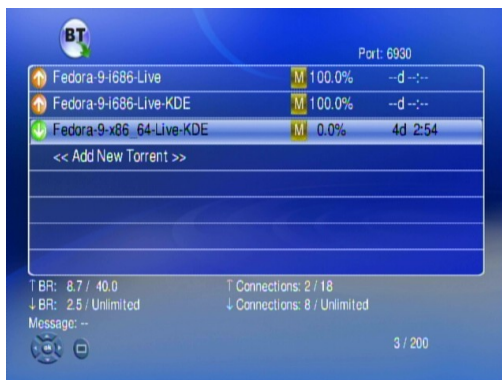 BT
Port: 6930
Fedora-9-i686-Live M 100.0% --d --:--
Fedora-9-i686-Live-KDE M 100.0% --d --:--
Fedora-9-x86_64-Live-KDE M 0.0% 4d 2:54
<< Add New Torrent >>
↑ BR: 8.7 / 40.0 ↑ Connections: 2 / 18
↓ BR: 2.5 / Unlimited ↓ Connections: 8 / Unlimited
Message: --
3 / 200